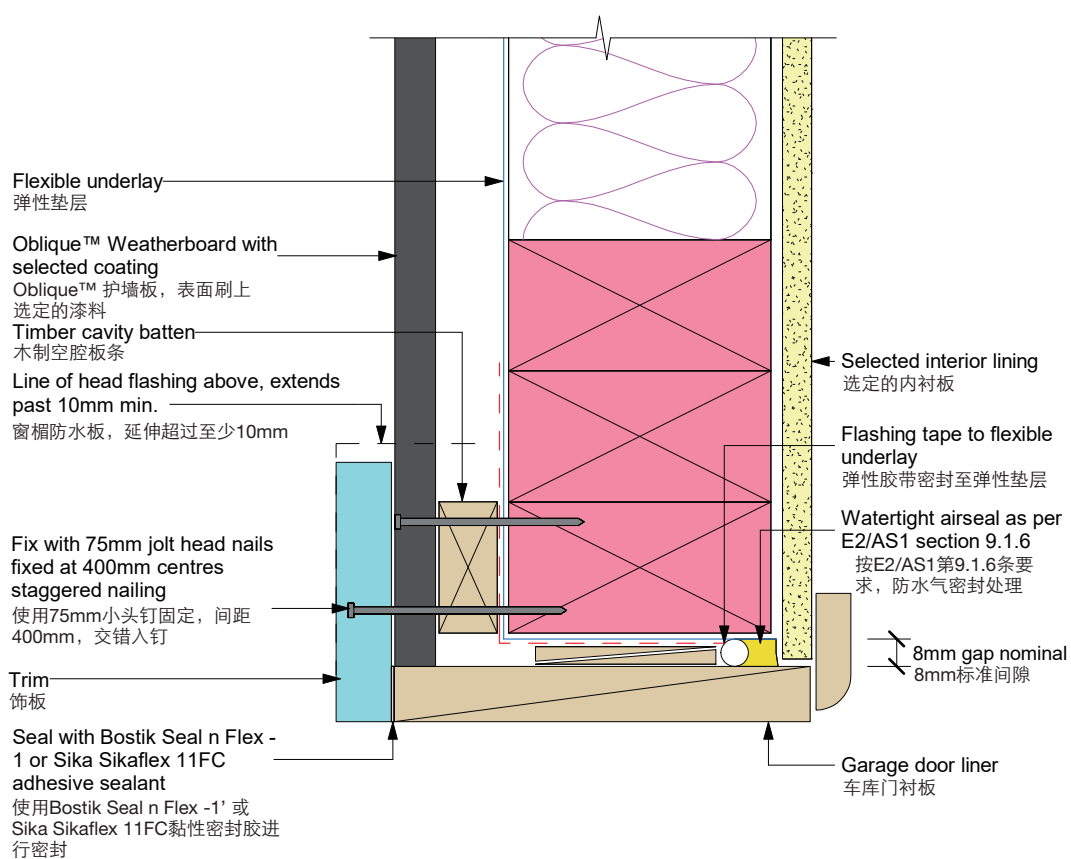 Flexible underlay
弹性垫层
Oblique™ Weatherboard with
selected coating
Oblique™ 护墙板，表面刷上
选定的漆料
Timber cavity batten
木制空腔板条
Line of head flashing above, extends
past 10mm min.
窗楣防水板，延伸超过至少10mm
Fix with 75mm jolt head nails
fixed at 400mm centres
staggered nailing
使用75mm小头钉固定，间距
400mm，交错入钉
Trim
饰板
Seal with Bostik Seal n Flex -
1 or Sika Sikaflex 11FC
adhesive sealant
使用Bostik Seal n Flex -1’ 或
Sika Sikaflex 11FC黏性密封胶进
行密封
Selected interior lining
选定的内衬板
Flashing tape to flexible
underlay
弹性胶带密封至弹性垫层
Watertight airseal as per
E2/AS1 section 9.1.6
按E2/AS1第9.1.6条要
求，防水气密封处理
8mm gap nominal
8mm标准间隙
Garage door liner
车库门衬板